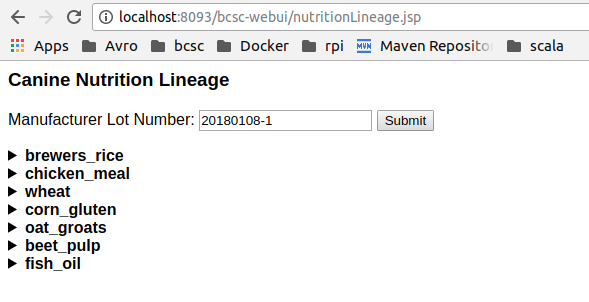 localhost:8093/bcsc-webui/nutritionLineage.jsp
Apps Avro bcsc Docker rpi MVN Maven Reposito scala
Canine Nutrition Lineage
Manufacturer Lot Number: 20180108-1 Submit
brewers_rice
chicken_meal
wheat
corn_gluten
oat_groats
beet_pulp
fish_oil